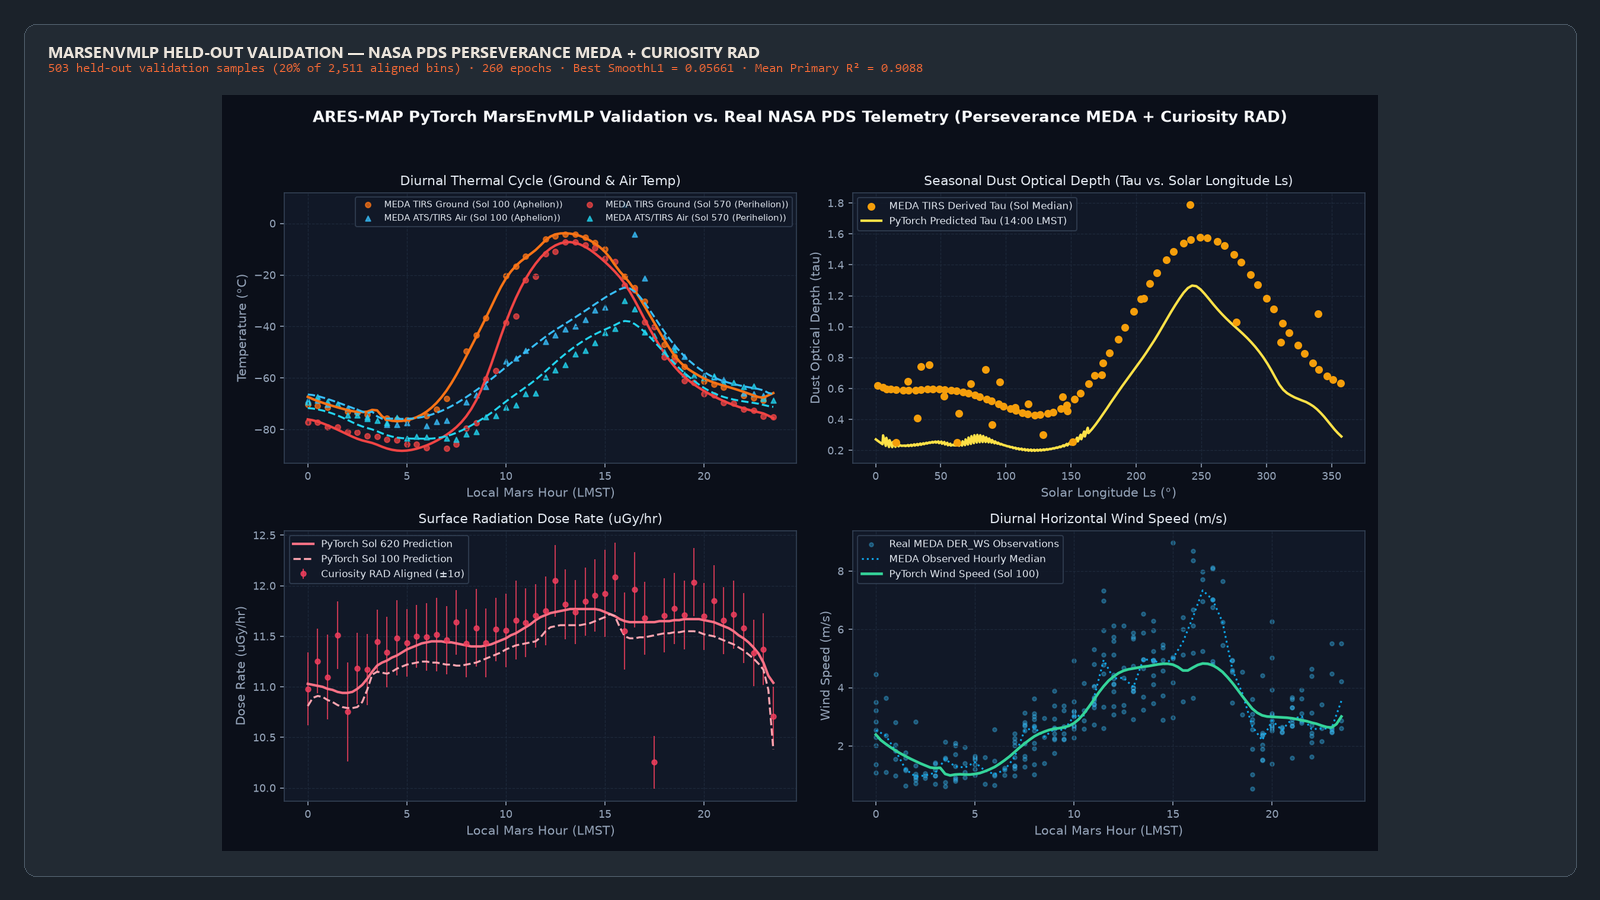 MARSENVMLP HELD-OUT VALIDATION — NASA PDS PERSEVERANCE MEDA + CURIOSITY RAD
503 held-out validation samples (20% of 2,511 aligned bins) · 260 epochs · Best SmoothL1 = 0.05661 · Mean Primary R² = 0.9088
ARES-MAP PyTorch MarsEnvMLP Validation vs. Real NASA PDS Telemetry (Perseverance MEDA + Curiosity RAD)
Diurnal Thermal Cycle (Ground & Air Temp)
MEDA TIRS Ground (Sol 100 (Aphelion))
MEDA ATS/TIRS Air (Sol 100 (Aphelion))
MEDA TIRS Ground (Sol 570 (Perihelion))
MEDA ATS/TIRS Air (Sol 570 (Perihelion))
Temperature (°C)
0
−20
−40
−60
−80
0 5 10 15 20
Local Mars Hour (LMST)
Seasonal Dust Optical Depth (Tau vs. Solar Longitude Ls)
MEDA TIRS Derived Tau (Sol Median)
PyTorch Predicted Tau (14:00 LMST)
Dust Optical Depth (tau)
1.8
1.6
1.4
1.2
1.0
0.8
0.6
0.4
0.2
0 50 100 150 200 250 300 350
Solar Longitude Ls (°)
Surface Radiation Dose Rate (uGy/hr)
PyTorch Sol 620 Prediction
PyTorch Sol 100 Prediction
Curiosity RAD Aligned (±1σ)
Dose Rate (uGy/hr)
12.5
12.0
11.5
11.0
10.5
10.0
0 5 10 15 20
Local Mars Hour (LMST)
Diurnal Horizontal Wind Speed (m/s)
Real MEDA DER_WS Observations
MEDA Observed Hourly Median
PyTorch Wind Speed (Sol 100)
Wind Speed (m/s)
8
6
4
2
0 5 10 15 20
Local Mars Hour (LMST)